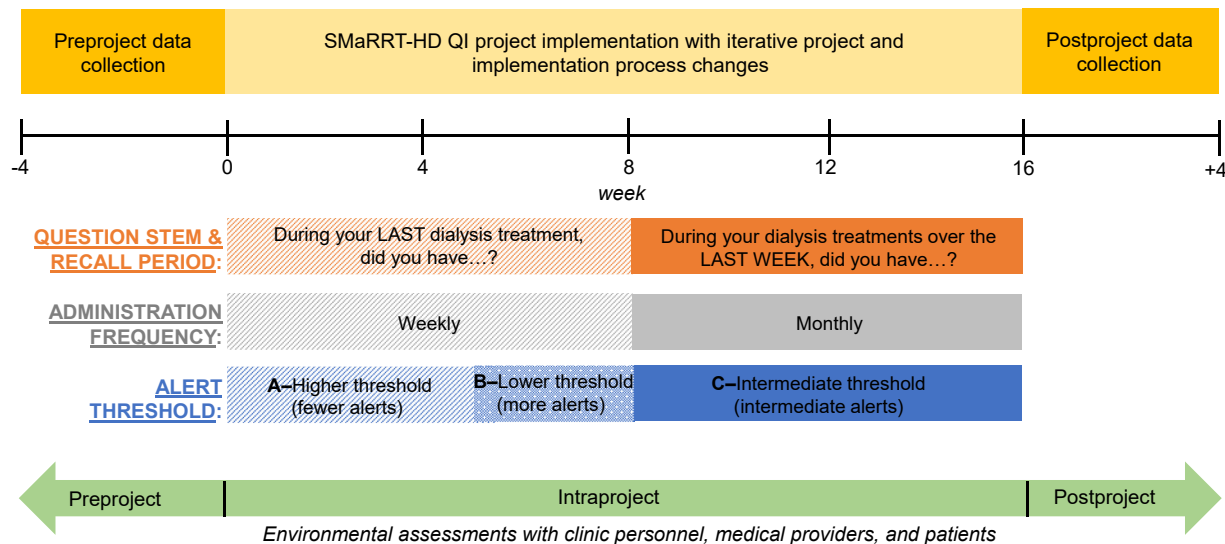 Preproject data
collection
SMaRRT-HD QI project implementation with iterative project and
implementation process changes
Postproject data
collection
-4
0
4
8
12
16
+4
week
QUESTION STEM &
RECALL PERIOD:
During your LAST dialysis treatment,
did you have…?
During your dialysis treatments over the
LAST WEEK, did you have…?
ADMINISTRATION
FREQUENCY:
Weekly
Monthly
ALERT
THRESHOLD:
A–Higher threshold
(fewer alerts)
B–Lower threshold
(more alerts)
C–Intermediate threshold
(intermediate alerts)
Preproject
Intraproject
Postproject
Environmental assessments with clinic personnel, medical providers, and patients